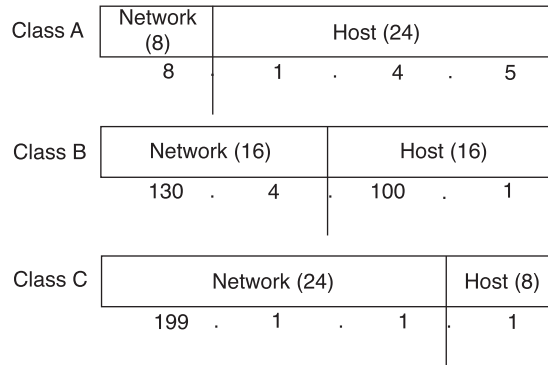 Class A
Network
(8)
Host (24)
8 . 1 . 4 . 5
Class B
Network (16)
Host (16)
130 . 4 . 100 . 1
Class C
Network (24)
Host (8)
199 . 1 . 1 . 1